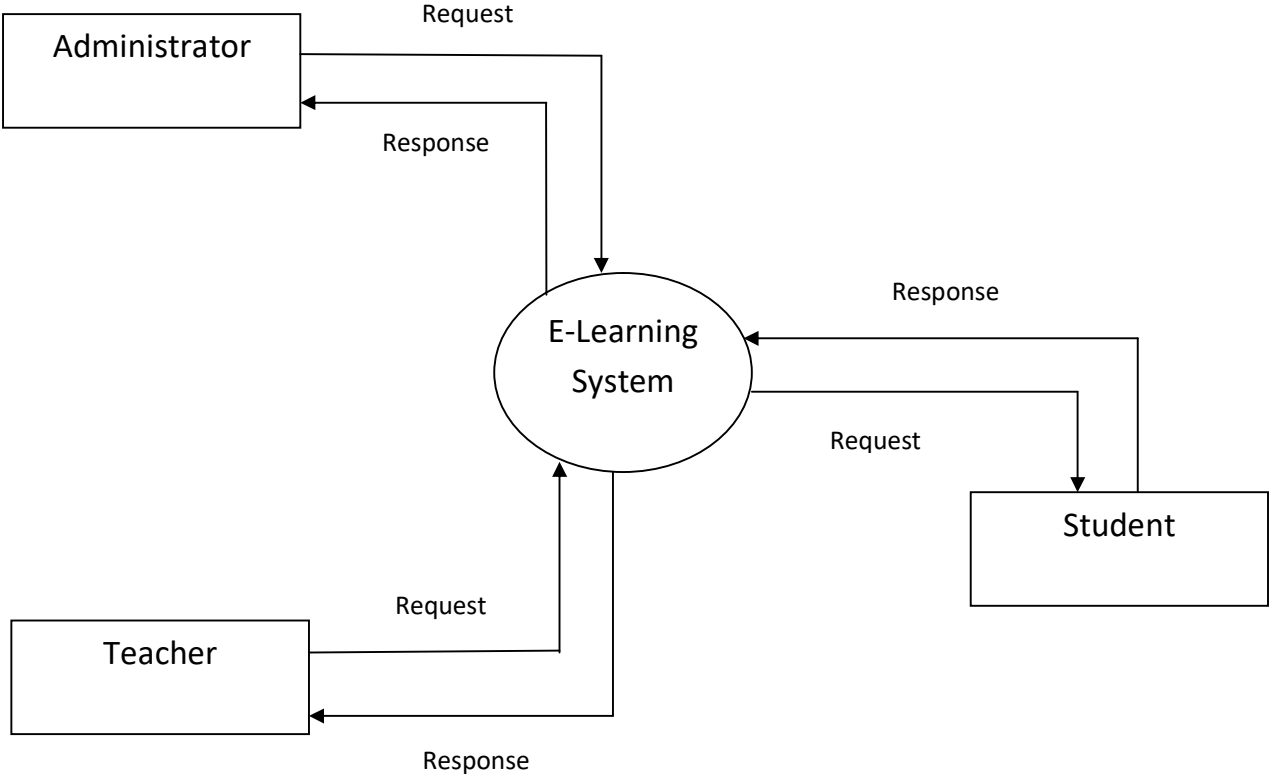 Request
Administrator
Response
Response
E-Learning
System
Request
Student
Request
Teacher
Response